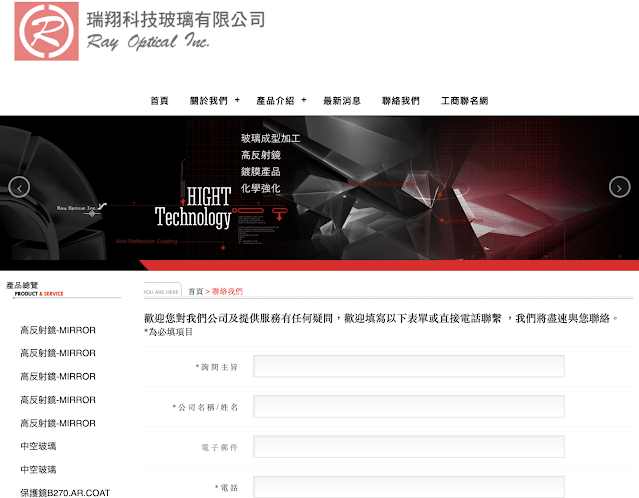 瑞翔科技玻璃有限公司
Ray Optical Inc.
首頁 關於我們 + 產品介紹 + 最新消息 聯絡我們 工商聯名網
玻璃成型加工
高反射鏡
鍍膜產品
化學強化
HIGHT
Technology
Ray Optical Inc.
Anti-Reflection Coating
產品總覽
PRODUCT & SERVICE
YOU ARE HERE 首頁 > 聯絡我們
歡迎您對我們公司及提供服務有任何疑問，歡迎填寫以下表單或直接電話聯繫 ，我們將盡速與您聯絡。
*為必填項目
高反射鏡-MIRROR
高反射鏡-MIRROR
高反射鏡-MIRROR
高反射鏡-MIRROR
高反射鏡-MIRROR
中空玻璃
中空玻璃
保護鏡B270.AR.COAT
* 詢問主旨
* 公司名稱/姓名
電子郵件
* 電話